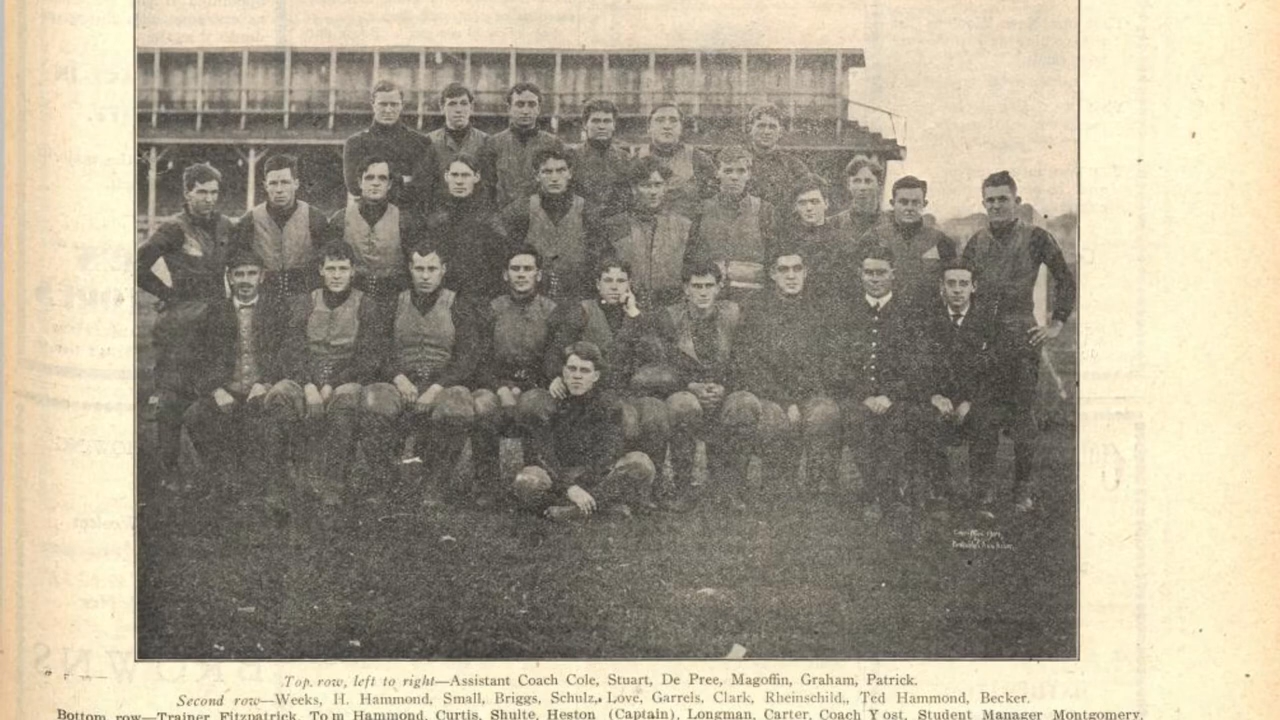 Top row, left to right—Assistant Coach Cole, Stuart, De Pree, Magoffin, Graham, Patrick.
Second row—Weeks, H. Hammond, Small, Briggs, Schulz, Love, Garrels, Clark, Rheinschild., Ted Hammond, Becker.
Bottom row—Trainer Fitzpatrick, Tom Hammond, Curtis, Shulte, Heston (Captain), Longman, Carter, Coach Yost, Student Manager Montgomery.